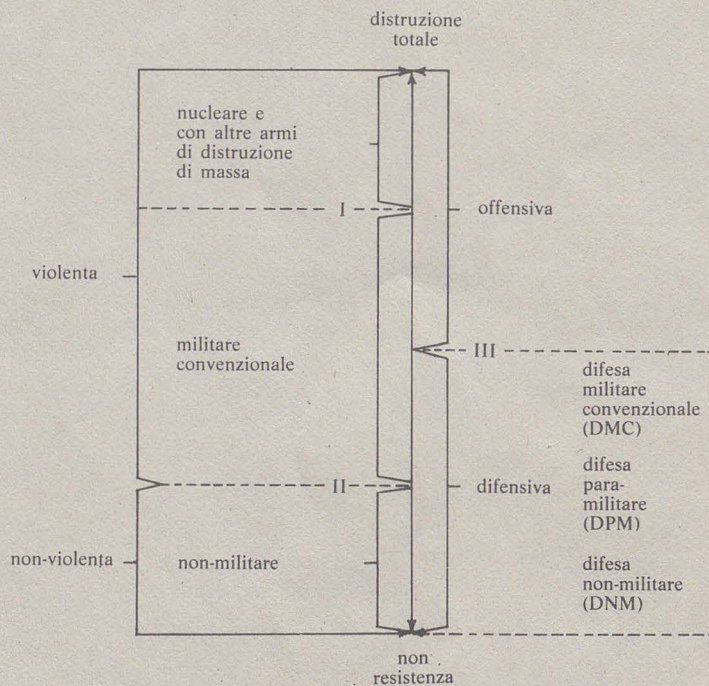 distruzione
totale
nucleare e
con altre armi
di distruzione
di massa
I
offensiva
violenta
militare
convenzionale
III
difesa
militare
convenzionale
(DMC)
II
difensiva
difesa
para-
militare
(DPM)
non-violenta
non-militare
difesa
non-militare
(DNM)
non
resistenza